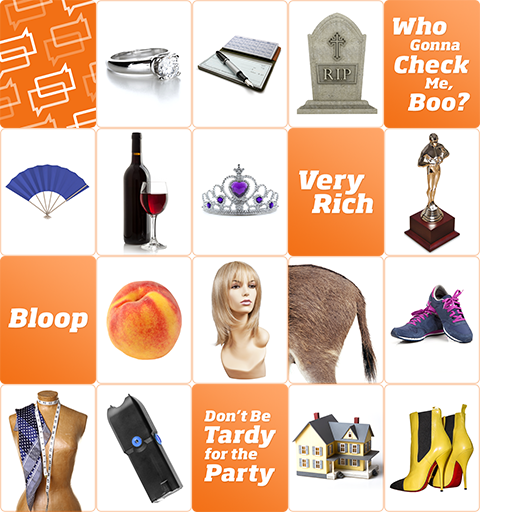 RIP
Who
Gonna
Check
Me,
Boo?
Very
Rich
Bloop
Don't Be
Tardy
for the
Party